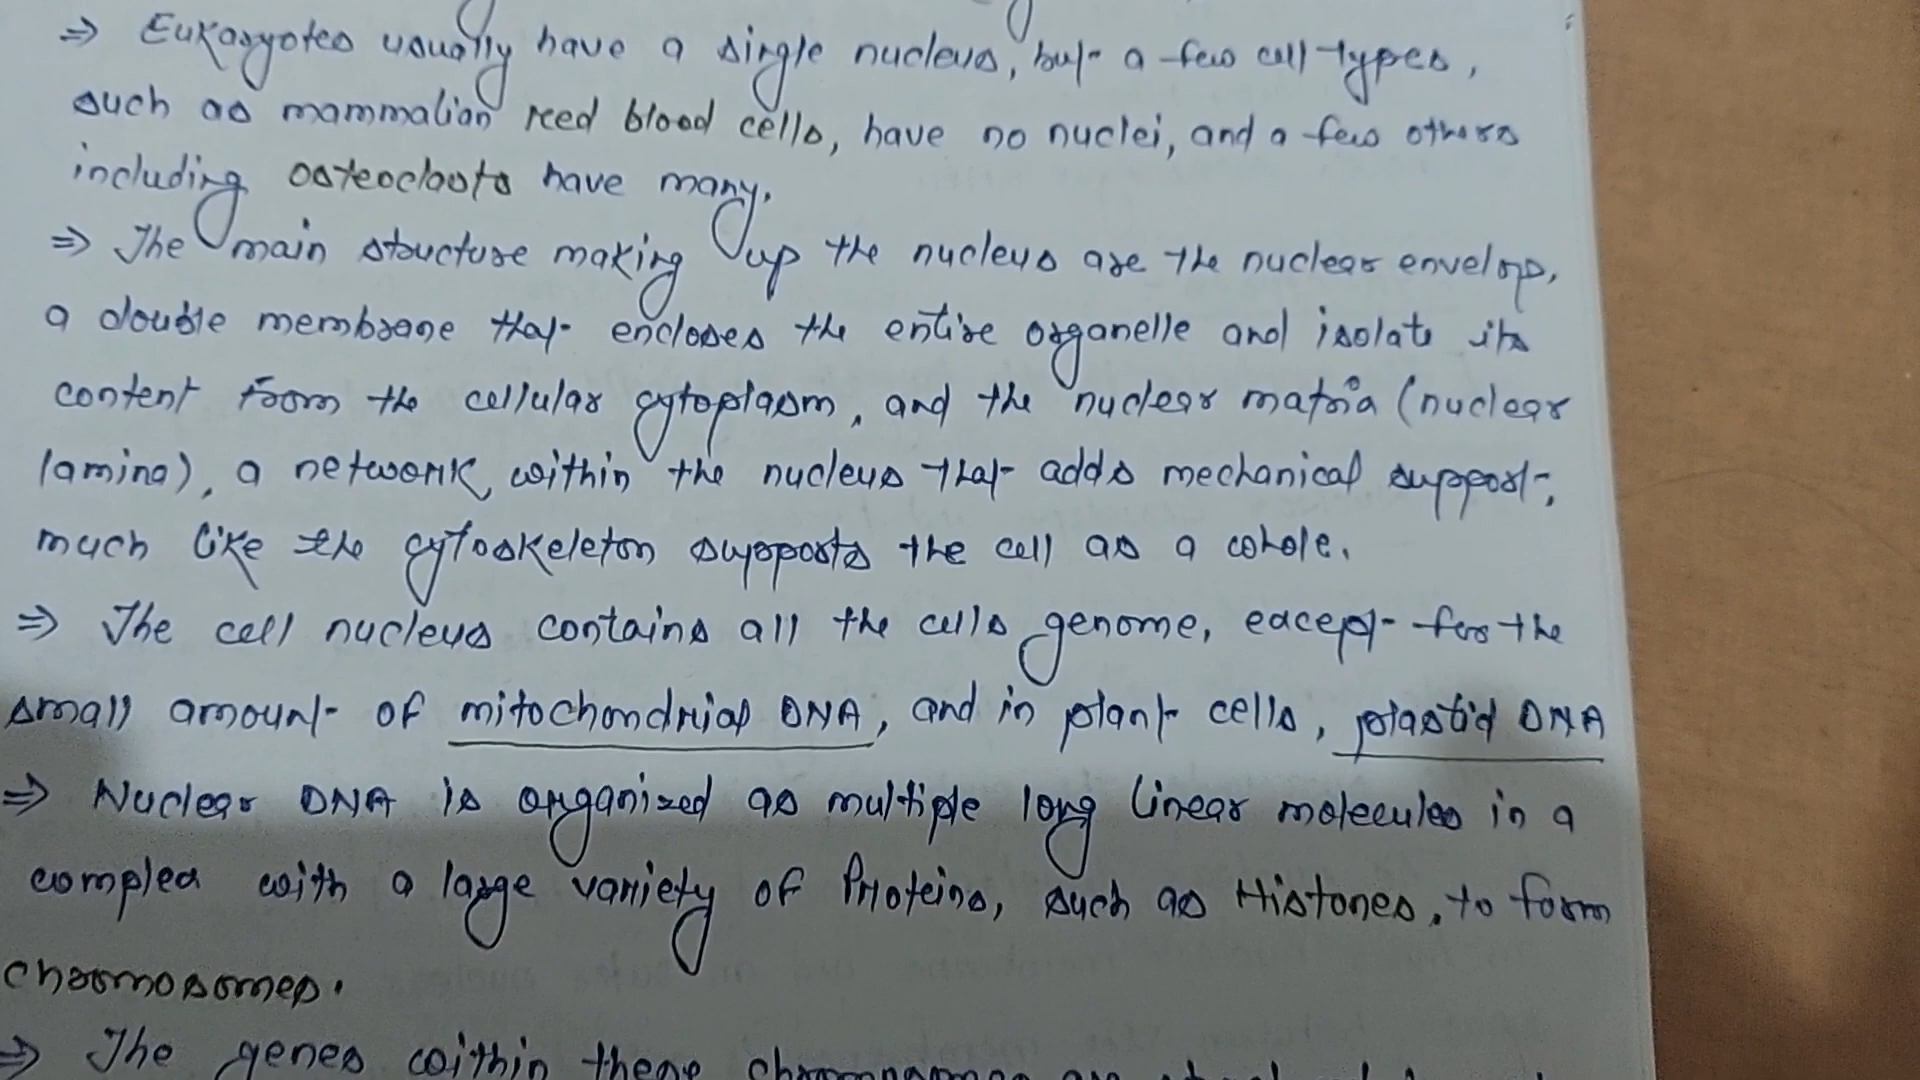 ⇒ Eukaryotes usually have a single nucleus, but a few cell types,
such as mammalian reed blood cells, have no nuclei, and a few others
including osteoclasts have many.
⇒ The main structure making up the nucleus are the nuclear envelop,
a double membrane that encloses the entire organelle and isolate its
content from the cellular cytoplasm, and the nuclear matrix (nuclear
lamina), a network within the nucleus that adds mechanical support,
much like the cytoskeleton supports the cell as a whole.
⇒ The cell nucleus contains all the cells genome, except for the
small amount of mitochondrial DNA, and in plant cells, plastid DNA
⇒ Nuclear DNA is organized as multiple long linear molecules in a
complex with a large variety of Proteins, such as Histones, to form
chromosomes.
⇒ The genes within these chromosomes are